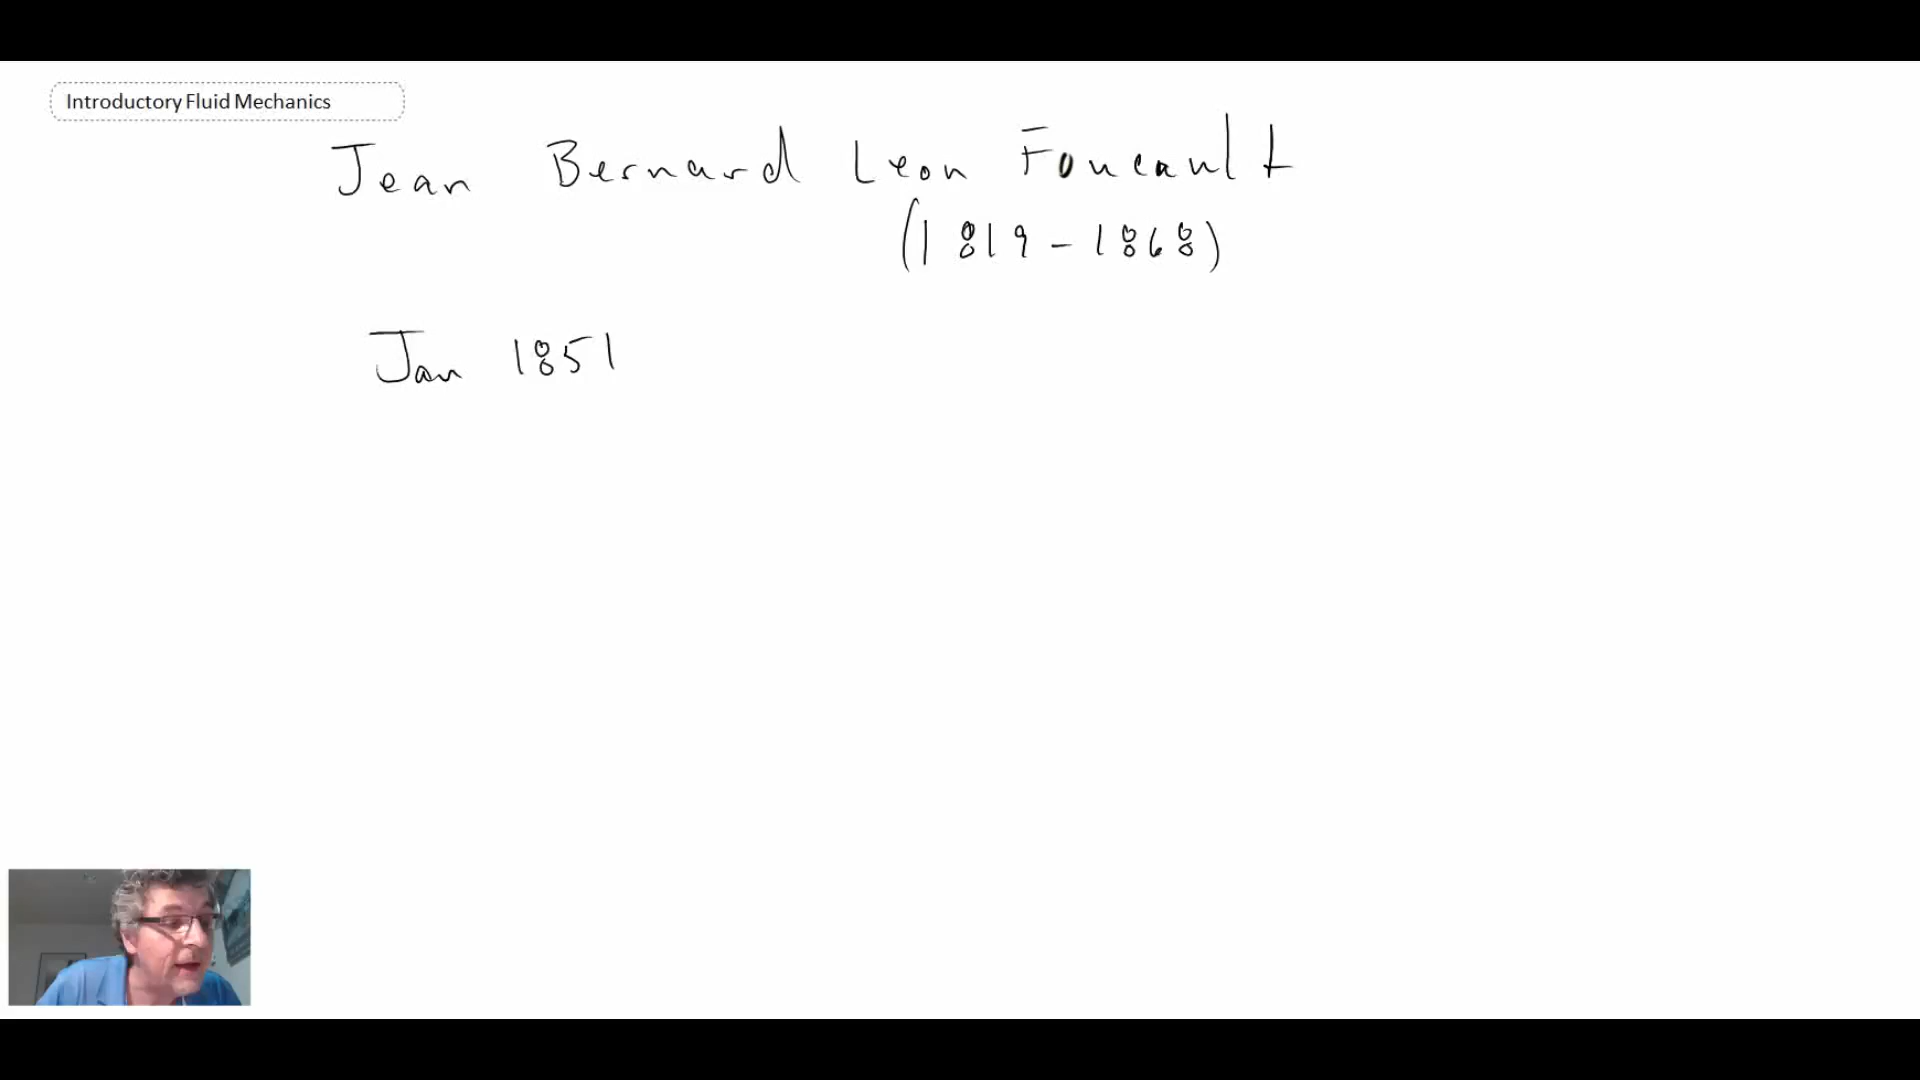 Introductory Fluid Mechanics
Jean Bernard Leon Foucault
(1819-1868)
Jan 1851